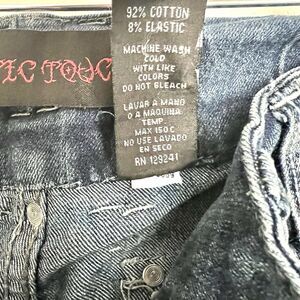 92% COTTON
8% ELASTIC
MACHINE WASH
COLD
WITH LIKE
COLORS
DO NOT BLEACH
LAVAR A MANO
O A MAQUINA
TEMP.
MAX 150C
NO USE LAVADO
EN SECO
RN 129241